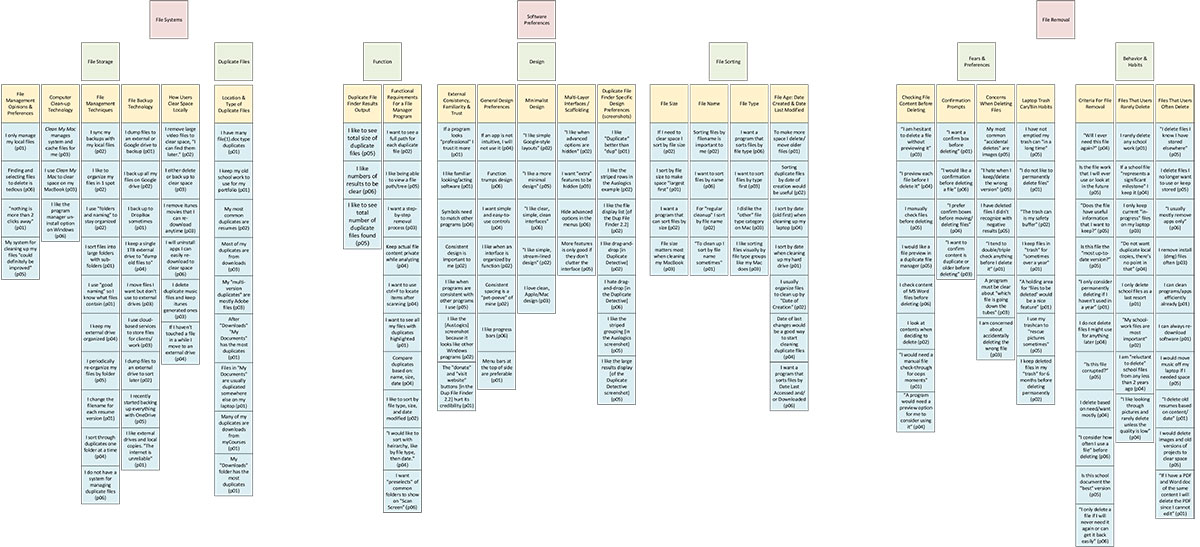 File Systems
File Storage
File Management Opinions & Preferences
I only manage my local files (p01)
Finding and selecting files to delete is tedious (p06)
"nothing is more than 2 clicks away" (p01)
My system for cleaning up my files "could definitely be improved" (p05)
Computer Clean-up Technology
Clean My Mac manages system and cache files for me (p03)
I use Clean My Mac to clear space on my MacBook (p03)
I like the program manager uninstall option on Windows (p06)
File Management Techniques
I sync my backups with my local files (p02)
I like to organize my files in 1 spot (p02)
I use "folders and naming" to stay organized (p02)
I sort files into large folders with sub-folders (p01)
I use "good naming" so I know what files contain (p01)
I keep my external drive organized (p04)
I periodically re-organize my files by folder (p05)
I change the filename for each resume version (p01)
I sort through duplicates one folder at a time (p04)
I do not have a system for managing duplicate files (p06)
File Backup Technology
I dump files to an external or Google drive to backup (p01)
I back up all my files on Google drive (p02)
I back up to DropBox sometimes (p01)
I keep a single 1TB external drive to "dump old files to" (p04)
I move files I want but don't use to external drives (p03)
I use cloud-based services to store files for clients/work (p03)
I dump files to an external drive to sort later (p02)
I recently started backing up everything with OneDrive (p05)
I like external drives and local copies. "The internet is unreliable" (p01)
How Users Clear Space Locally
I remove large video files to clear space, "I can find them later." (p02)
I either delete or back up to clear space (p03)
I remove itunes movies that I can re-download anytime (p03)
I will uninstall apps I can easily re-download to clear space (p06)
I delete duplicate music files and keep itunes generated ones (p03)
If I haven't touched a file in a while I move to an external drive (p04)
Duplicate Files
Location & Type of Duplicate Files
I have many file(1).doc type duplicates (p01)
I keep my old school work to use for my portfolio (p01)
My most common duplicates are resumes (p02)
Most of my duplicates are from downloads (p03)
My "multi-version duplicates" are mostly Adobe files (p03)
After "Downloads" "My Documents" has the most duplicates (p01)
Files in "My Documents" are usually duplicated somewhere else on my laptop (p01)
Many of my duplicates are downloads from myCourses (p01)
My "Downloads" folder has the most duplicates (p01)
Software Preferences
Function
Duplicate File Finder Results Output
I like to see total size of duplicate files (p05)
I like numbers of results to be clear (p06)
I like to see total number of duplicate files found (p05)
Functional Requirements For a File Manager Program
I want to see a full path for each duplicate file (p02)
I like being able to view a file path/tree (p05)
I want a step-by-step removal process (p03)
Keep actual file content private while analyzing (p04)
I want to use ctrl+F to locate items after scanning (p04)
I want to see all my files with duplicates highlighted (p01)
Compare duplicates based on name, size, date (p04)
I like to sort by file type, size, and date modified (p02)
"I would like to sort with heirarchy, like by file type, then date." (p04)
I want "preselects" of common folders to show on "Scan Screen" (p06)
Design
External Consistency, Familiarity & Trust
If a program looks "professional" I trust it more (p01)
I like familiar looking/acting software (p01)
Symbols need to match other programs (p04)
Consistent design is important to me (p02)
I like when programs are consistent with other programs I use (p05)
I like the [AusLogics] screenshot because it looks like other Windows programs (p02)
The "donate" and "visit website" buttons [in the Dup File Finder 2.2] hurt its credibility (p01)
General Design Preferences
If an app is not intuitive, I will not use it (p04)
Function trumps design (p06)
I want simple and easy-to-use controls (p04)
I like when an interface is organized by function (p02)
Consistent spacing is a "pet-peeve" of mine (p02)
I like progress bars (p06)
Menu bars at the top of side are preferable (p01)
Minimalist Design
"I like simple Google-style layouts" (p02)
"I like a more minimal design" (p05)
"I like clear, simple, clean interfaces" (p04)
"I like simple, stream-lined design" (p02)
I love clean, Apple/Mac design (p03)
Multi-Layer Interfaces / Scaffolding
"I like when advanced options are hidden" (p02)
I want "extra" features to be hidden (p03)
Hide advanced options in the menus (p06)
More features is only good if they don't clutter the interface (p05)
Duplicate File Finder Specific Design Preferences (screenshots)
I like "Duplicate" better than "dup" (p01)
I like the striped rows in the Auslogics example (p02)
I like the file display list [of the Dup File Finder 2.2] (p06)
I like drag-and-drop [in the Duplicate Detective] (p02)
I hate drag-and-drop [in the Duplicate Detective] (p06)
I like the striped grouping [in the Auslogics screenshot] (p05)
I like the large results display [of the Duplicate Detective screenshot] (p05)
File Sorting
File Size
If I need to clear space I sort by file size (p02)
I sort by file size to make space "largest first" (p01)
I want a program that can sort files by size (p02)
File size matters most when cleaning my MacBook (p03)
File Name
Sorting files by filename is important to me (p02)
I want to sort files by name (p06)
For "regular cleanup" I sort by file name (p02)
"To clean up I sort by file name sometimes" (p01)
File Type
I want a program that sorts files by file type (p06)
I want to sort files by type first (p03)
I dislike the "other" file type category on Mac (p03)
I like sorting files visually by file type groups like my Mac does (p03)
File Age: Date Created & Date Last Modified
To make more space I delete/move older files (p01)
Sorting duplicate files by date of creation would be useful (p02)
I sort by date (old first) when cleaning up my laptop (p04)
I sort by date when cleaning up my hard drive (p01)
I usually organize files to clean up by "Date of Creation" (p02)
Date of last changes would be a good way to start cleaning duplicate files (p04)
I want a program that sorts files by Date Last Accessed and/or Downloaded (p06)
File Removal
Fears & Preferences
Checking File Content Before Deleting
"I am hesitant to delete a file without previewing it" (p03)
"I preview each file before I delete it" (p04)
I manually check files before deleting (p05)
I would like a file preview in a duplicate file manager (p05)
I check content of MS Word files before deleting (p06)
I look at contents when deciding to delete (p02)
"I would need a manual file check-through for oops moments" (p01)
"A program would need a preview option for me to consider using it" (p04)
Confirmation Prompts
"I want a confirm box before deleting" (p01)
"I would like a confirmation before deleting" (p06)
"I prefer confirm boxes before moving/deleting files" (p04)
"I want to confirm what is duplicate or older before deleting" (p03)
Concerns When Deleting Files
My most common "accidental deletes" are images (p05)
"I hate when I keep/delete the wrong version" (p05)
I have deleted files I didn't recognize with negative results (p05)
"I tend to double/triple check anything before I delete it" (p01)
A program must be clear about "which file is going down the tubes" (p03)
I am concerned about accidentally deleting the wrong file (p03)
Laptop Trash Can/Bin Habits
I have not emptied my trash can "in a long time" (p05)
"I do not like to permanently delete files" (p01)
"The trash can is my safety buffer" (p02)
I keep files in "trash" for "sometimes over a year" (p01)
"A holding area for "files to be deleted" would be a nice feature" (p01)
I use my trashcan to "rescue pictures sometimes" (p05)
I keep deleted files in my "trash" for 6 months before deleting permanently (p02)
Behavior & Habits
Criteria For File Removal
"Will I ever need this file again?" (p06)
Is the file work that I will ever use or look at in the future (p05)
"Does the file have useful information that I want to keep?" (p02)
Is this file the "most up-to-date version?" (p05)
"I only consider permanently deleting if I haven't used in a year" (p01)
I do not delete files I might use for anything later (p04)
"Is this file corrupted?" (p05)
I delete based on need/want mostly (p04)
"I consider how often I use a file" before deleting (p06)
Is this school document the "best" version? (p05)
"I only delete a file if I will never need it again or can get it back easily" (p06)
Files That Users Rarely Delete
I rarely delete any school work (p01)
If a school file "represents a significant milestone" I keep it (p04)
I only keep current "in-progress" files on my laptop (p03)
Do not want duplicate local copies, there's no point in that" (p04)
I only delete school files as a last resort (p01)
"My school-work files are most important" (p02)
I am "reluctant to delete" school files from any less than 2 years ago (p04)
"I like looking through pictures and rarely delete unless the quality is low" (p04)
Files That Users Often Delete
"I delete files I know I have stored elsewhere" (p05)
I delete files I no longer want to use or keep stored (p05)
"I usually mostly remove apps only" (p06)
I remove install (.dmg) files often (p03)
"I can clean programs/apps efficiently already (p01)
I can always re-download software (p01)
I would move music off my laptop if I needed space (p05)
"I delete old resumes based on content/date" (p01)
I would delete images and old versions of projects to clear space (p05)
"If I have a PDF and Word doc of the same content I will delete the PDF since I cannot edit" (p01)